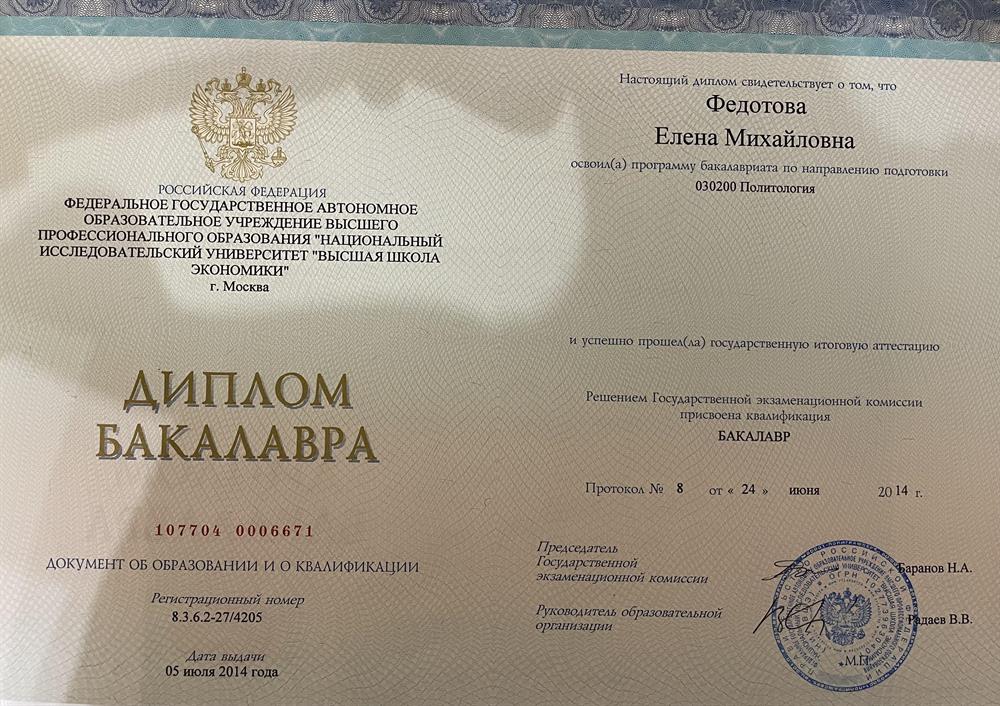 РОССИЙСКАЯ ФЕДЕРАЦИЯ
ФЕДЕРАЛЬНОЕ ГОСУДАРСТВЕННОЕ АВТОНОМНОЕ
ОБРАЗОВАТЕЛЬНОЕ УЧРЕЖДЕНИЕ ВЫСШЕГО
ПРОФЕССИОНАЛЬНОГО ОБРАЗОВАНИЯ "НАЦИОНАЛЬНЫЙ
ИССЛЕДОВАТЕЛЬСКИЙ УНИВЕРСИТЕТ "ВЫСШАЯ ШКОЛА
ЭКОНОМИКИ"
г. Москва
ДИПЛОМ
БАКАЛАВРА
107704 0006671
ДОКУМЕНТ ОБ ОБРАЗОВАНИИ И О КВАЛИФИКАЦИИ
Регистрационный номер
8.3.6.2-27/4205
Дата выдачи
05 июля 2014 года
Настоящий диплом свидетельствует о том, что
Федотова
Елена Михайловна
освоил(а) программу бакалавриата по направлению подготовки
030200 Политология
и успешно прошел(ла) государственную итоговую аттестацию
Решением Государственной экзаменационной комиссии
присвоена квалификация
БАКАЛАВР
Протокол № 8 от « 24 » июня 2014 г.
Председатель
Государственной
экзаменационной комиссии
Баранов Н.А.
Руководитель образовательной
организации
Радаев В.В.
М.П.